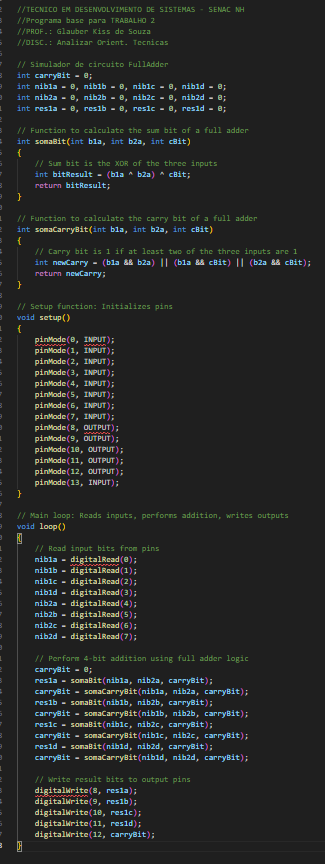 //TECNICO EM DESENVOLVIMENTO DE SISTEMAS - SENAC NH
//Programa base para TRABALHO 2
//PROF.: Glauber Kiss de Souza
//DISC.: Analizar Orient. Tecnicas
// Simulador de circuito FullAdder
int carryBit = 0;
int nib1a = 0, nib1b = 0, nib1c = 0, nib1d = 0;
int nib2a = 0, nib2b = 0, nib2c = 0, nib2d = 0;
int res1a = 0, res1b = 0, res1c = 0, res1d = 0;
// Function to calculate the sum bit of a full adder
int somaBit(int b1a, int b2a, int cBit)
{
// Sum bit is the XOR of the three inputs
int bitResult = (b1a ^ b2a) ^ cBit;
return bitResult;
}
// Function to calculate the carry bit of a full adder
int somaCarryBit(int b1a, int b2a, int cBit)
{
// Carry bit is 1 if at least two of the three inputs are 1
int newCarry = (b1a && b2a) || (b1a && cBit) || (b2a && cBit);
return newCarry;
}
// Setup function: Initializes pins
void setup()
{
pinMode(0, INPUT);
pinMode(1, INPUT);
pinMode(2, INPUT);
pinMode(3, INPUT);
pinMode(4, INPUT);
pinMode(5, INPUT);
pinMode(6, INPUT);
pinMode(7, INPUT);
pinMode(8, OUTPUT);
pinMode(9, OUTPUT);
pinMode(10, OUTPUT);
pinMode(11, OUTPUT);
pinMode(12, OUTPUT);
pinMode(13, INPUT);
}
// Main loop: Reads inputs, performs addition, writes outputs
void loop()
{
// Read input bits from pins
nib1a = digitalRead(0);
nib1b = digitalRead(1);
nib1c = digitalRead(2);
nib1d = digitalRead(3);
nib2a = digitalRead(4);
nib2b = digitalRead(5);
nib2c = digitalRead(6);
nib2d = digitalRead(7);
// Perform 4-bit addition using full adder logic
carryBit = 0;
res1a = somaBit(nib1a, nib2a, carryBit);
carryBit = somaCarryBit(nib1a, nib2a, carryBit);
res1b = somaBit(nib1b, nib2b, carryBit);
carryBit = somaCarryBit(nib1b, nib2b, carryBit);
res1c = somaBit(nib1c, nib2c, carryBit);
carryBit = somaCarryBit(nib1c, nib2c, carryBit);
res1d = somaBit(nib1d, nib2d, carryBit);
carryBit = somaCarryBit(nib1d, nib2d, carryBit);
// Write result bits to output pins
digitalWrite(8, res1a);
digitalWrite(9, res1b);
digitalWrite(10, res1c);
digitalWrite(11, res1d);
digitalWrite(12, carryBit);
}